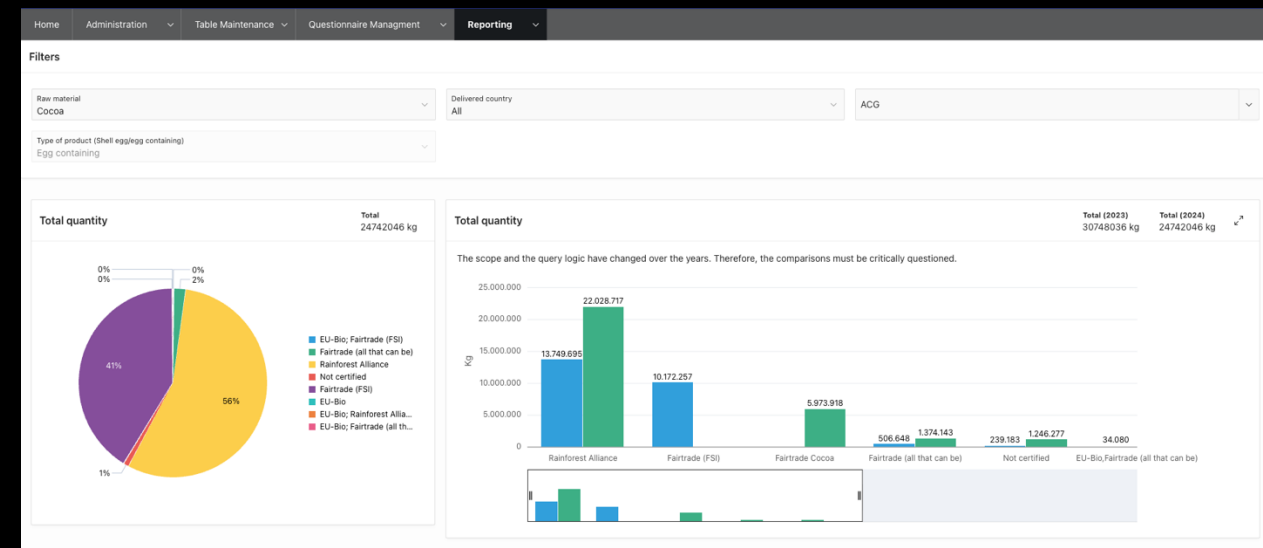 Home Administration Table Maintenance Questionnaire Managment Reporting
Filters
Raw material
Cocoa
Delivered country
All
ACG
Type of product (Shell egg/egg containing)
Egg containing
Total quantity
Total
24742046 kg
0%
0%
0%
2%
41%
56%
1%
EU-Bio; Fairtrade (FSI)
Fairtrade (all that can be)
Rainforest Alliance
Not certified
Fairtrade (FSI)
EU-Bio
EU-Bio; Rainforest Allia...
EU-Bio; Fairtrade (all th...
Total quantity
Total (2023)
30748036 kg
Total (2024)
24742046 kg
The scope and the query logic have changed over the years. Therefore, the comparisons must be critically questioned.
Kg
25.000.000
20.000.000
15.000.000
10.000.000
5.000.000
0
13.749.695
22.028.717
10.172.257
5.973.918
506.648
1.374.143
239.183
1.246.277
34.080
Rainforest Alliance
Fairtrade (FSI)
Fairtrade Cocoa
Fairtrade (all that can be)
Not certified
EU-Bio,Fairtrade (all that can be)